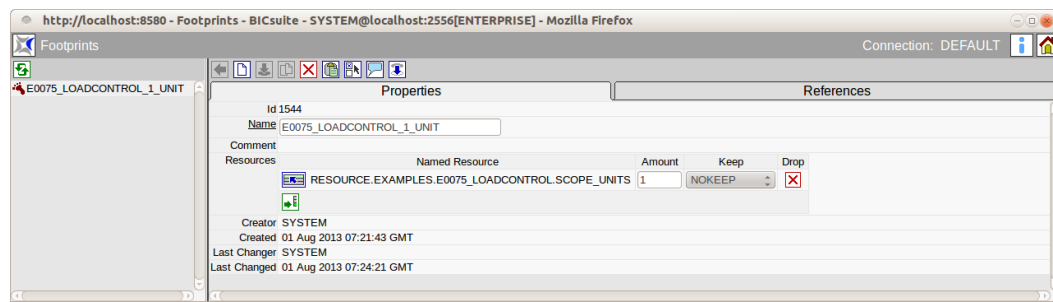 http://localhost:8580 - Footprints - BICsuite - SYSTEM@localhost:2556[ENTERPRISE] - Mozilla Firefox
Footprints
Connection: DEFAULT
E0075_LOADCONTROL_1_UNIT
Properties
References
Id 1544
Name E0075_LOADCONTROL_1_UNIT
Comment
Resources Named Resource Amount Keep Drop
RESOURCE.EXAMPLES.E0075_LOADCONTROL.SCOPE_UNITS 1 NOKEEP
Creator SYSTEM
Created 01 Aug 2013 07:21:43 GMT
Last Changer SYSTEM
Last Changed 01 Aug 2013 07:24:21 GMT